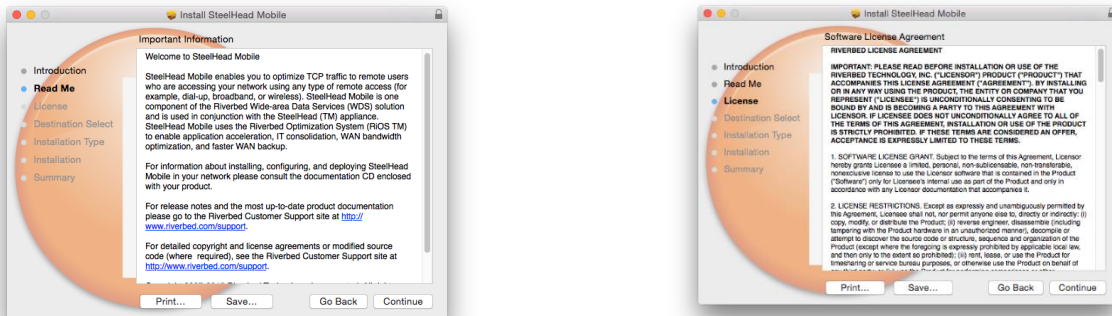 Install SteelHead Mobile
Important Information
Introduction
Read Me
License
Destination Select
Installation Type
Installation
Summary
Welcome to SteelHead Mobile
SteelHead Mobile enables you to optimize TCP traffic to remote users
who are accessing your network using any type of remote access (for
example, dial-up, broadband, or wireless). SteelHead Mobile is one
component of the Riverbed Wide-area Data Services (WDS) solution
and is used in conjunction with the SteelHead (TM) appliance.
SteelHead Mobile uses the Riverbed Optimization System (RiOS TM)
to enable application acceleration, IT consolidation, WAN bandwidth
optimization, and faster WAN backup.
For information about installing, configuring, and deploying SteelHead
Mobile in your network please consult the documentation CD enclosed
with your product.
For release notes and the most up-to-date product documentation
please go to the Riverbed Customer Support site at http://
www.riverbed.com/support.
For detailed copyright and license agreements or modified source
code (where required), see the Riverbed Customer Support site at
http://www.riverbed.com/support.
Print...
Save...
Go Back
Continue
Install SteelHead Mobile
Software License Agreement
Introduction
Read Me
License
Destination Select
Installation Type
Installation
Summary
RIVERBED LICENSE AGREEMENT
IMPORTANT: PLEASE READ BEFORE INSTALLATION OR USE OF THE
RIVERBED TECHNOLOGY, INC. ("LICENSOR") PRODUCT ("PRODUCT") THAT
ACCOMPANIES THIS LICENSE AGREEMENT ("AGREEMENT"). BY INSTALLING
OR IN ANY WAY USING THE PRODUCT, THE ENTITY OR COMPANY THAT YOU
REPRESENT ("LICENSEE") IS UNCONDITIONALLY CONSENTING TO BE
BOUND BY AND IS BECOMING A PARTY TO THIS AGREEMENT WITH
LICENSOR. IF LICENSEE DOES NOT UNCONDITIONALLY AGREE TO ALL OF
THE TERMS OF THIS AGREEMENT, INSTALLATION OR USE OF THE PRODUCT
IS STRICTLY PROHIBITED. IF THESE TERMS ARE CONSIDERED AN OFFER,
ACCEPTANCE IS EXPRESSLY LIMITED TO THESE TERMS.
1. SOFTWARE LICENSE GRANT. Subject to the terms of this Agreement, Licensor
hereby grants Licensee a limited, personal, non-sublicensable, non-transferable,
nonexclusive license to use the Licensor software that is contained in the Product
("Software") only for Licensee's internal use as part of the Product and only in
accordance with any Licensor documentation that accompanies it.
2. LICENSE RESTRICTIONS. Except as expressly and unambiguously permitted by
this Agreement, Licensee shall not, nor permit anyone else to, directly or indirectly: (i)
copy, modify, or distribute the Product; (ii) reverse engineer, disassemble (including
tampering with the Product hardware in an unauthorized manner), decompile or
attempt to discover the source code or structure, sequence and organization of the
Product (except where the foregoing is expressly prohibited by applicable local law,
and then only to the extent so prohibited); (iii) rent, lease, or use the Product for
timesharing or service bureau purposes, or otherwise use the Product on behalf of
Print...
Save...
Go Back
Continue